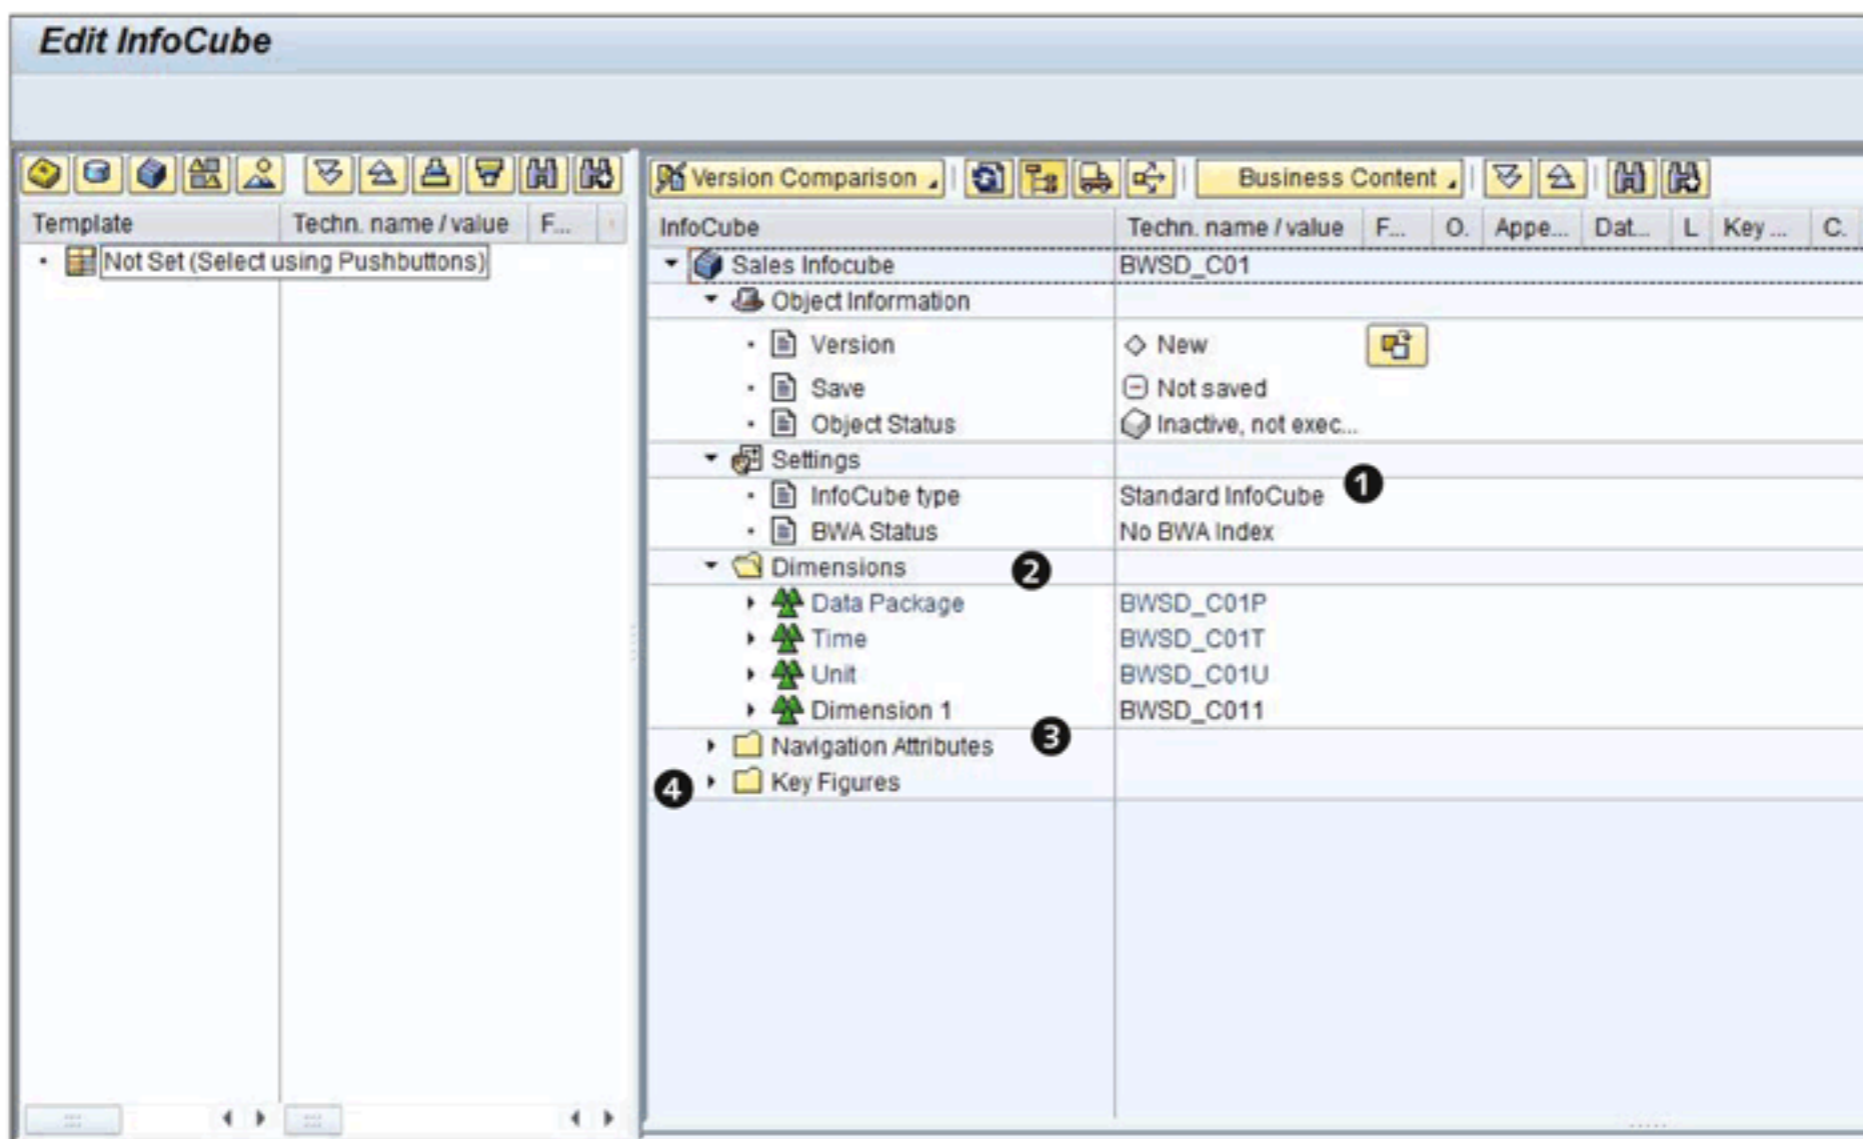 Edit InfoCube
Version Comparison Business Content
Template Techn. name / value F...
InfoCube Techn. name / value F... O. Appe... Dat... L Key ... C.
Not Set (Select using Pushbuttons)
Sales Infocube BWSD_C01
Object Information
Version New
Save Not saved
Object Status Inactive, not exec...
Settings
1
InfoCube type Standard InfoCube
BWA Status No BWA Index
Dimensions 2
Data Package BWSD_C01P
Time BWSD_C01T
Unit BWSD_C01U
Dimension 1 BWSD_C011
Navigation Attributes 3
4 Key Figures